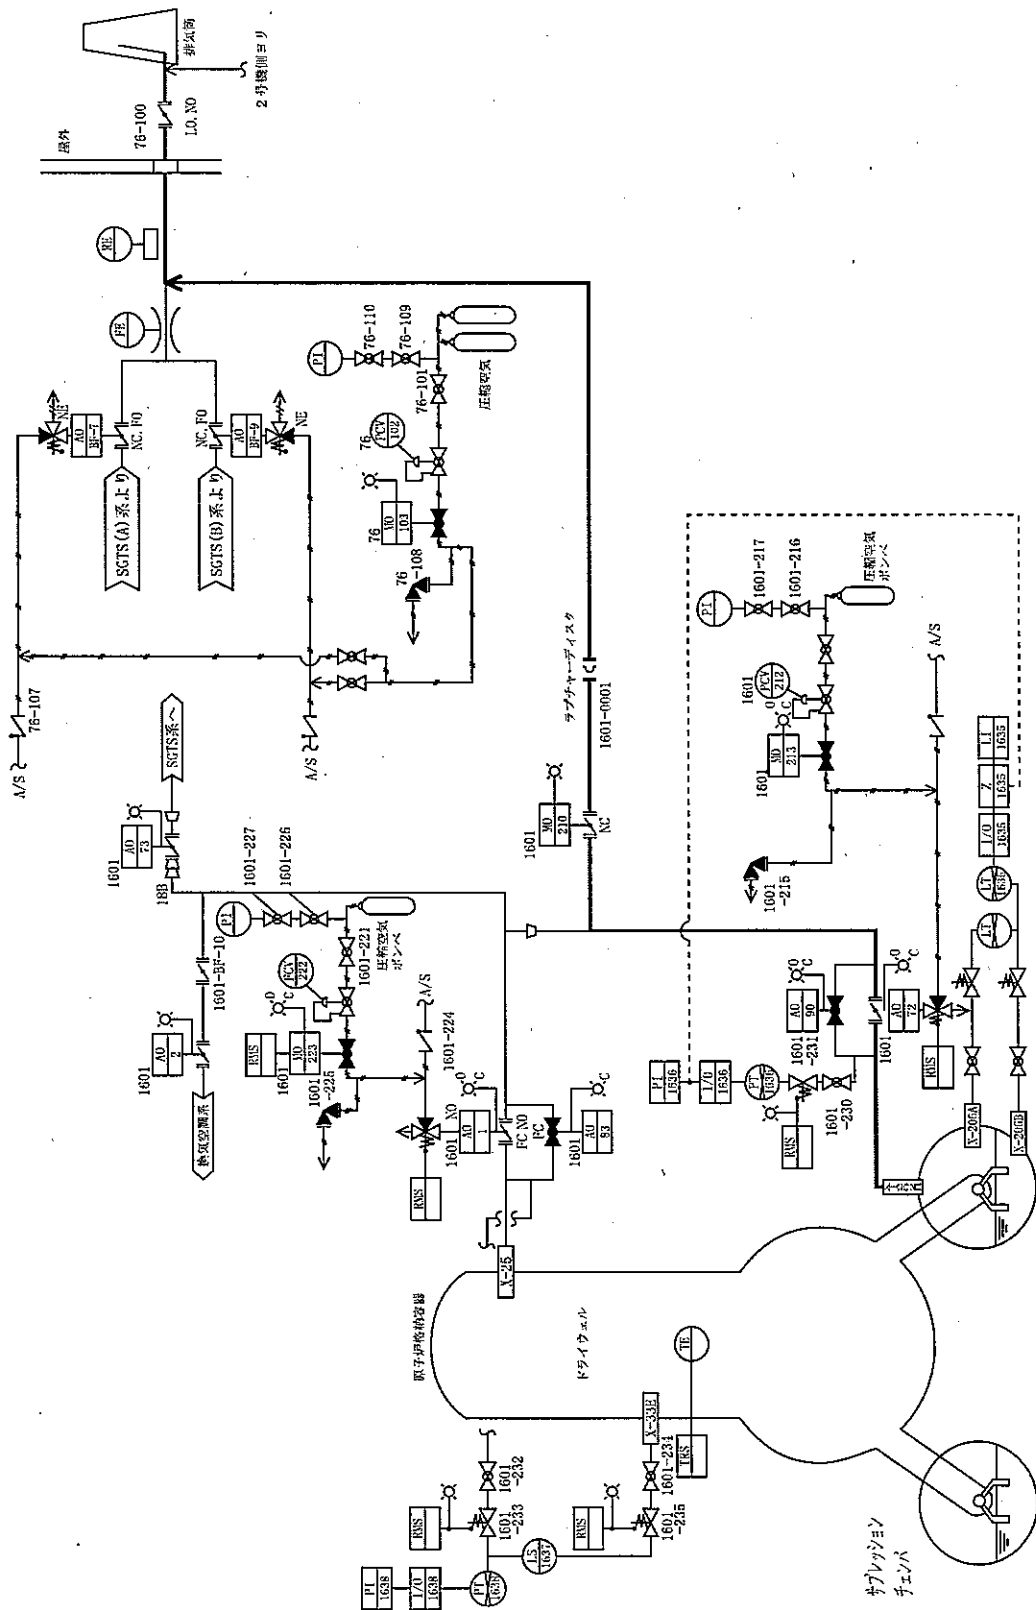 屋外
排気筒
76-100
LO, NO
2号機側ヨリ
RE
FE
NE
AO
BF-7
NC, FO
SGTS(A)系より
NC, FO
AO
BF-9
NE
SGTS(B)系より
PI
76-110
76-109
76-101
圧縮空気
76
PCV
102
76
MO
103
76
-108
76-107
A/S
A/S
SGTS系へ
1601
AO
73
18B
1601-227
1601-226
PI
1601-BF-10
1601
AO
2
換気空調系
1601-221
圧縮空気
ボンベ
PCV
222
O
C
RMS
1601
MO
223
1601
-225
A/S
1601-224
NO
O
C
1601
AO
1
RMS
FC NO
FC
1601
AO
83
C
ラプチャーディスク
1601-0001
1601
MO
210
NC
PI
1601-217
1601-216
圧縮空気
ボンベ
1601
PCV
212
O
C
1601
MO
213
1601
-215
A/S
I/O
1635
Z
1635
LI
1635
LT
1635
LT
O
C
AO
90
1601
-231
O
C
AO
72
1601
RMS
PI
1636
I/O
1636
PT
1636
1601
-230
RMS
X-206A
X-206B
X-25
原子炉格納容器
ドライウェル
TE
TRS
X-33E
1601
-232
1601
-233
1601-234
1601
-235
RMS
RMS
LS
1637
PI
1638
I/O
1638
PT
1638
サプレッション
チェンバ